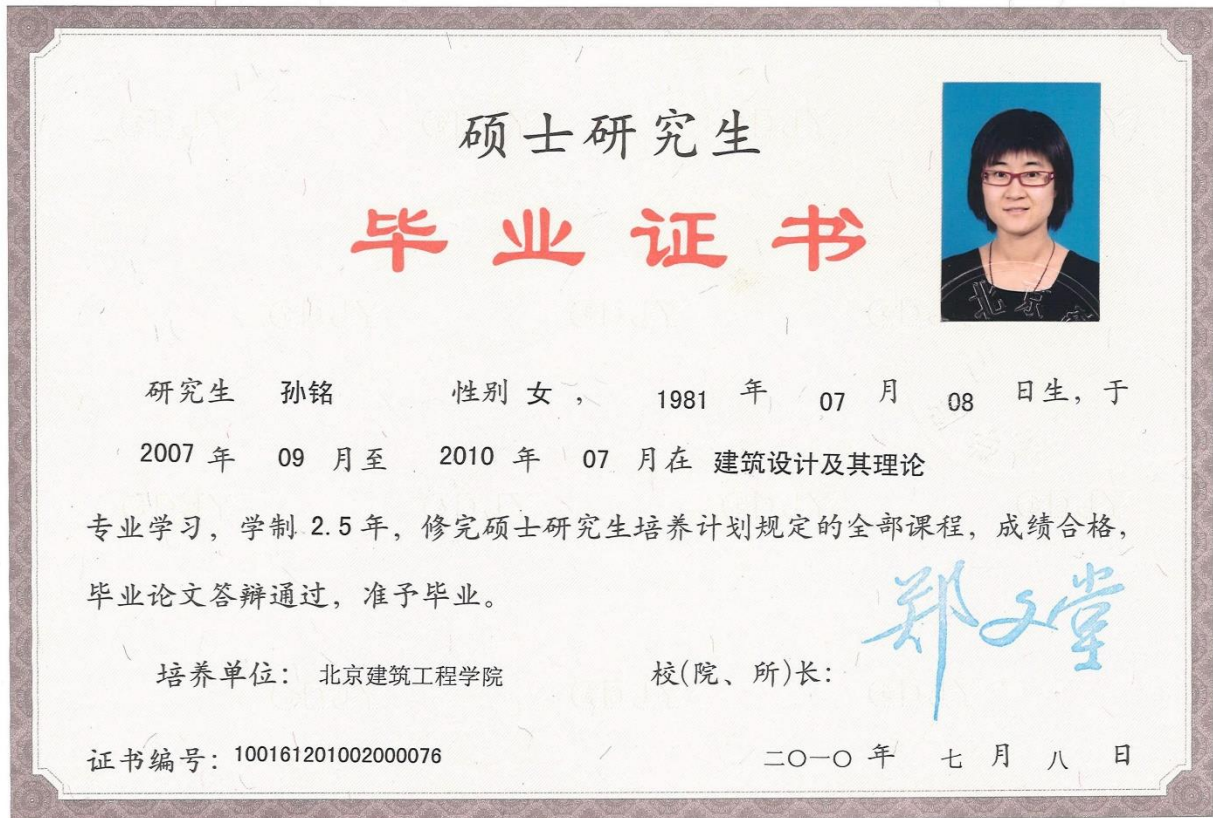 硕士研究生
毕业证书
研究生 孙铭 性别 女 , 1981 年 07 月 08 日生, 于
2007 年 09 月至 2010 年 07 月在 建筑设计及其理论
专业学习, 学制 2.5 年, 修完硕士研究生培养计划规定的全部课程, 成绩合格,
毕业论文答辩通过, 准予毕业。
培养单位: 北京建筑工程学院 校(院、所)长: 郑文堂
证书编号: 100161201002000076 二〇一〇 年 七 月 八 日
北京